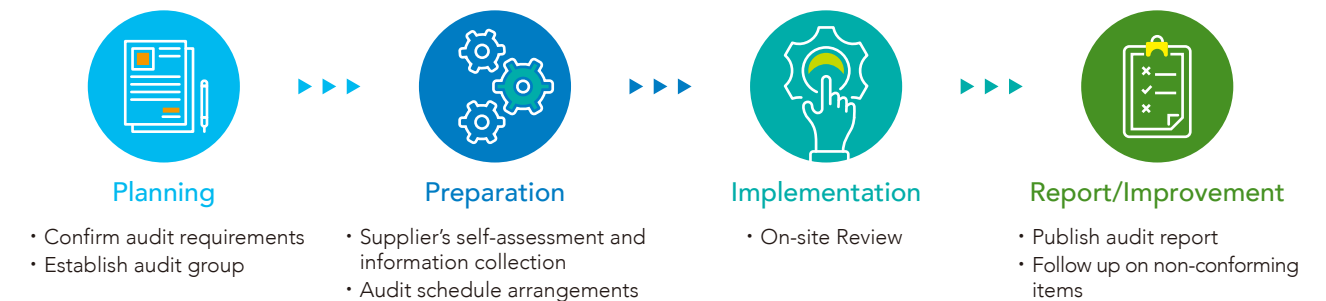 Planning
・Confirm audit requirements
・Establish audit group
Preparation
・Supplier’s self-assessment and
information collection
・Audit schedule arrangements
Implementation
・On-site Review
Report/Improvement
・Publish audit report
・Follow up on non-conforming
items